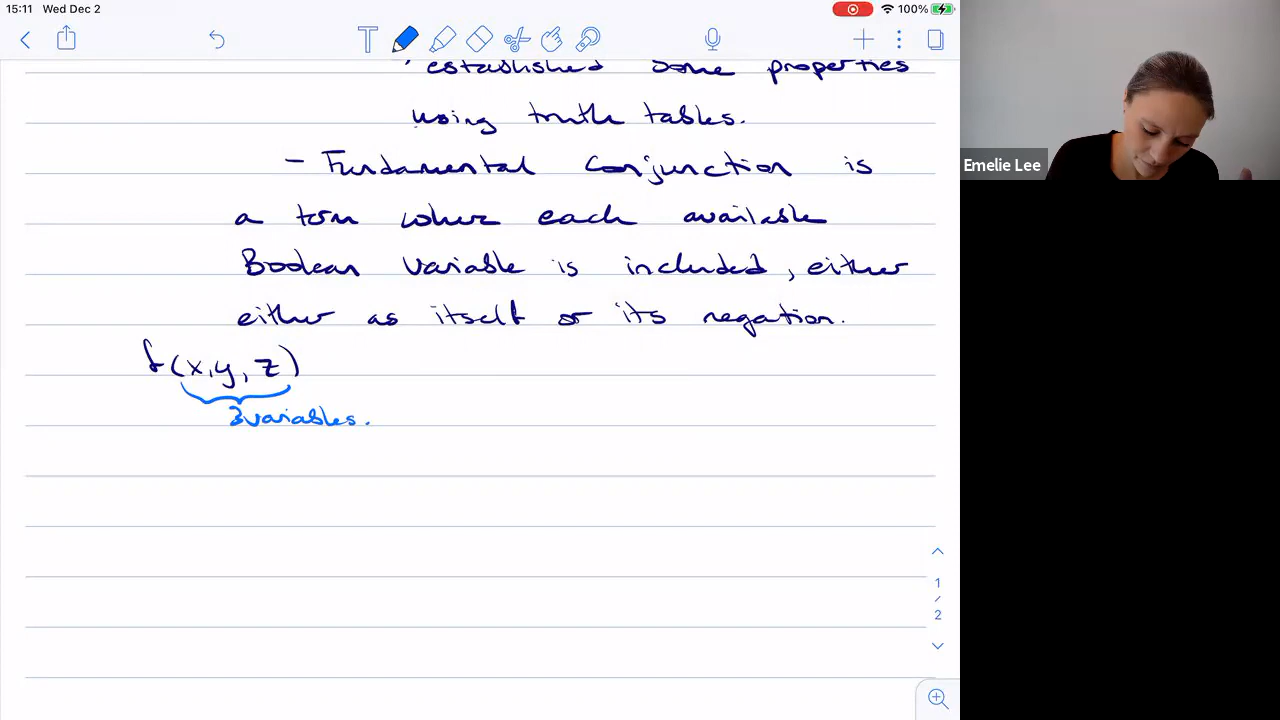 15:11 Wed Dec 2
100%
T
established some properties
using truth tables.
- Fundamental Conjunction is
a term where each available
Boolean variable is included, either
either as itself or its negation.
f(x,y, z)
3variables.
Emelie Lee
1
/
2